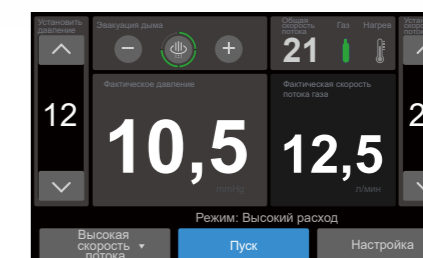 Установить
давление
Эвакуация дыма
Общая
скорость
потока
Газ
Нагрев
21
12
Фактическое давление
10,5
mmHg
Фактическая скорость
потока газа
12,5
л/мин
2
Режим: Высокий расход
Высокая
скорость
потока
Пуск
Настройка